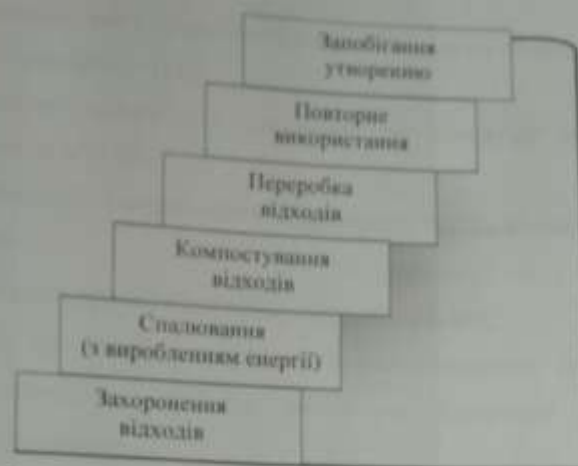 Запобігання
утворенню
Повторне
використання
Переробка
відходів
Компостування
відходів
Спалювання
(з виробленням енергії)
Захоронення
відходів